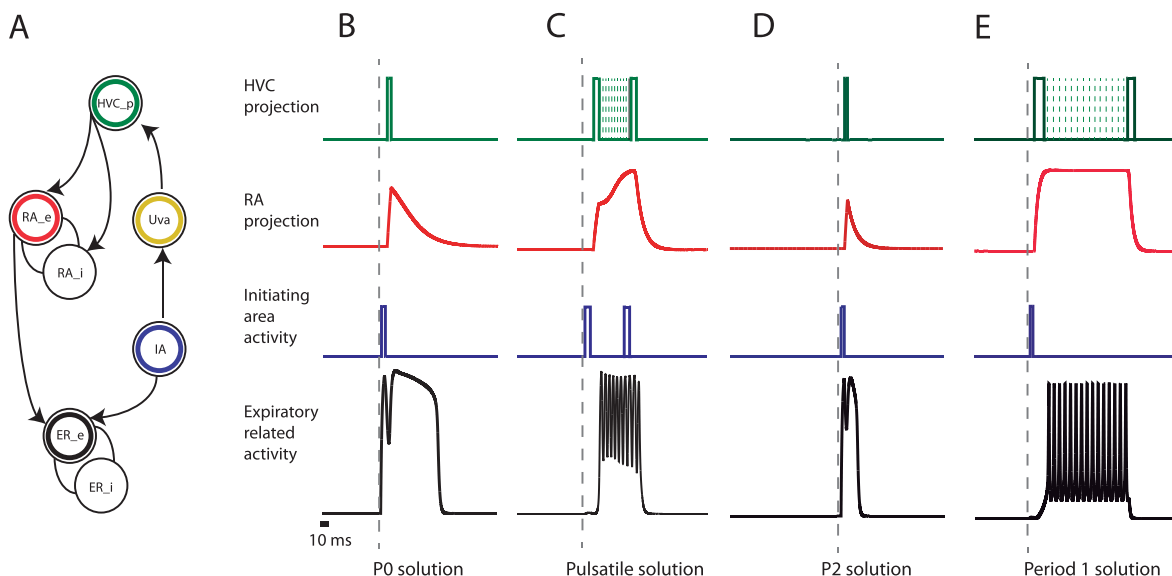 A
B
C
D
E
HVC_p
RA_e
Uva
RA_i
IA
ER_e
ER_i
HVC
projection
RA
projection
Initiating
area
activity
Expiratory
related
activity
10 ms
P0 solution
Pulsatile solution
P2 solution
Period 1 solution